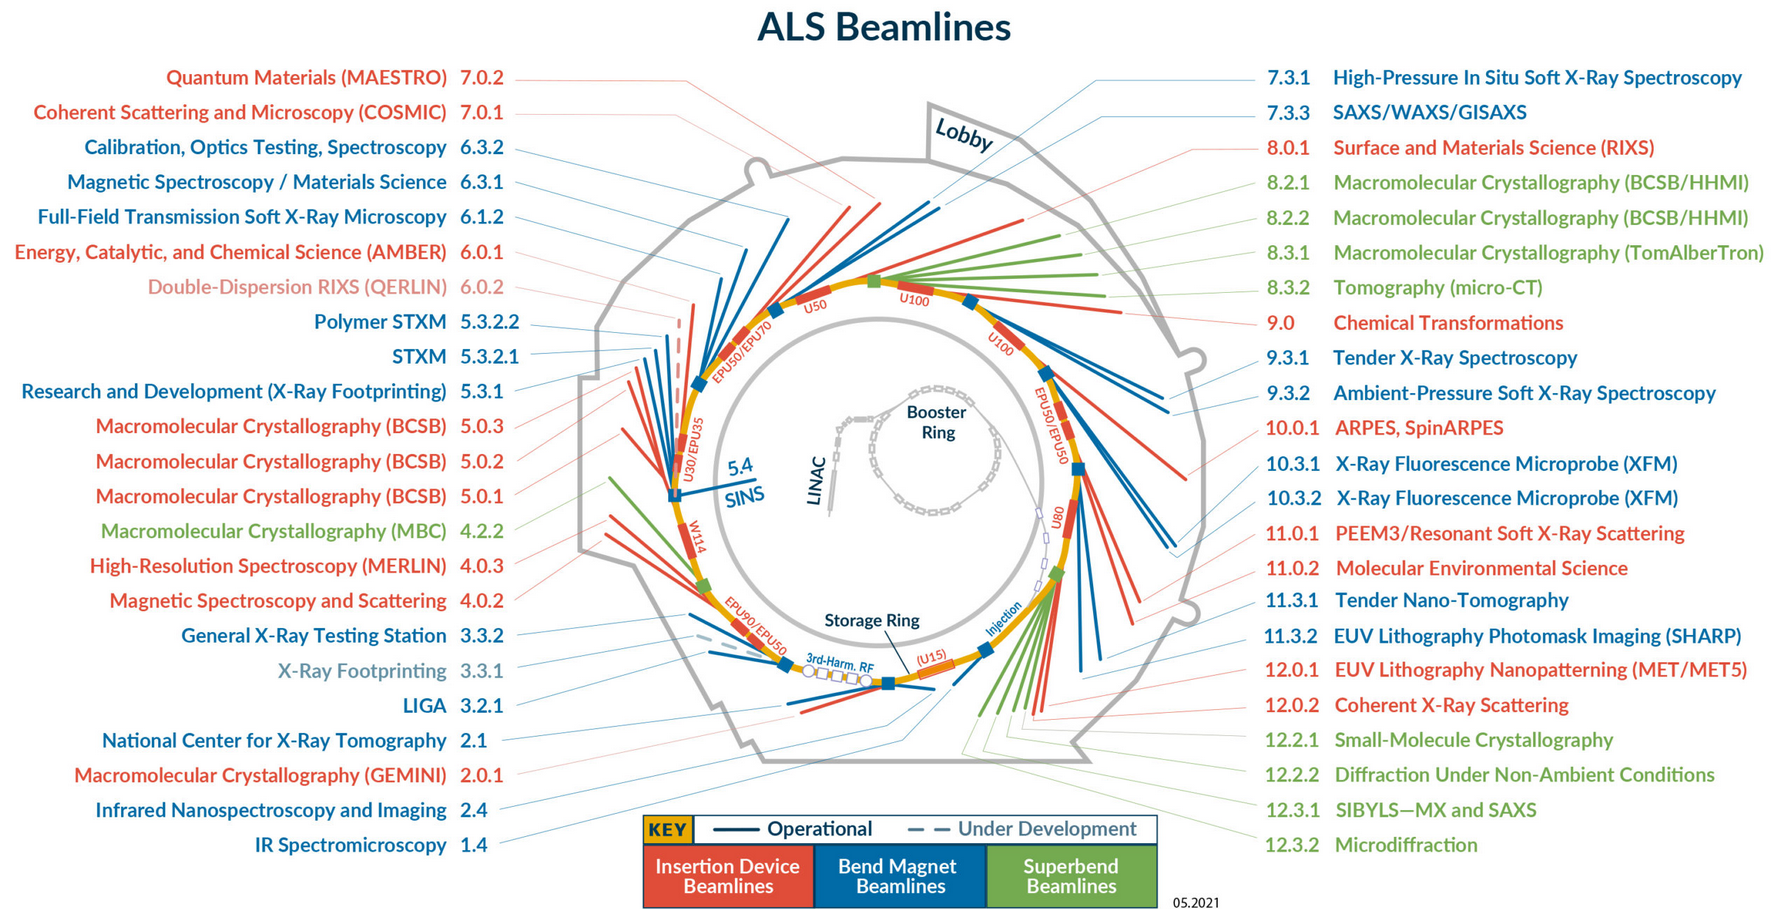 ALS Beamlines
Quantum Materials (MAESTRO) 7.0.2
Coherent Scattering and Microscopy (COSMIC) 7.0.1
Calibration, Optics Testing, Spectroscopy 6.3.2
Magnetic Spectroscopy / Materials Science 6.3.1
Full-Field Transmission Soft X-Ray Microscopy 6.1.2
Energy, Catalytic, and Chemical Science (AMBER) 6.0.1
Double-Dispersion RIXS (QERLIN) 6.0.2
Polymer STXM 5.3.2.2
STXM 5.3.2.1
Research and Development (X-Ray Footprinting) 5.3.1
Macromolecular Crystallography (BCSB) 5.0.3
Macromolecular Crystallography (BCSB) 5.0.2
Macromolecular Crystallography (BCSB) 5.0.1
Macromolecular Crystallography (MBC) 4.2.2
High-Resolution Spectroscopy (MERLIN) 4.0.3
Magnetic Spectroscopy and Scattering 4.0.2
General X-Ray Testing Station 3.3.2
X-Ray Footprinting 3.3.1
LIGA 3.2.1
National Center for X-Ray Tomography 2.1
Macromolecular Crystallography (GEMINI) 2.0.1
Infrared Nanospectroscopy and Imaging 2.4
IR Spectromicroscopy 1.4
Lobby
U50
U100
U100
EPU50/EPU70
EPU50/EPU50
U30/EPU35
U80
W114
EPU90/EPU50
5.4
SINS
LINAC
Booster
Ring
Storage Ring
Injection
3rd-Harm. RF
(U15)
7.3.1 High-Pressure In Situ Soft X-Ray Spectroscopy
7.3.3 SAXS/WAXS/GISAXS
8.0.1 Surface and Materials Science (RIXS)
8.2.1 Macromolecular Crystallography (BCSB/HHMI)
8.2.2 Macromolecular Crystallography (BCSB/HHMI)
8.3.1 Macromolecular Crystallography (TomAlberTron)
8.3.2 Tomography (micro-CT)
9.0 Chemical Transformations
9.3.1 Tender X-Ray Spectroscopy
9.3.2 Ambient-Pressure Soft X-Ray Spectroscopy
10.0.1 ARPES, SpinARPES
10.3.1 X-Ray Fluorescence Microprobe (XFM)
10.3.2 X-Ray Fluorescence Microprobe (XFM)
11.0.1 PEEM3/Resonant Soft X-Ray Scattering
11.0.2 Molecular Environmental Science
11.3.1 Tender Nano-Tomography
11.3.2 EUV Lithography Photomask Imaging (SHARP)
12.0.1 EUV Lithography Nanopatterning (MET/MET5)
12.0.2 Coherent X-Ray Scattering
12.2.1 Small-Molecule Crystallography
12.2.2 Diffraction Under Non-Ambient Conditions
12.3.1 SIBYLS—MX and SAXS
12.3.2 Microdiffraction
KEY Operational Under Development
Insertion Device
Beamlines
Bend Magnet
Beamlines
Superbend
Beamlines
05.2021